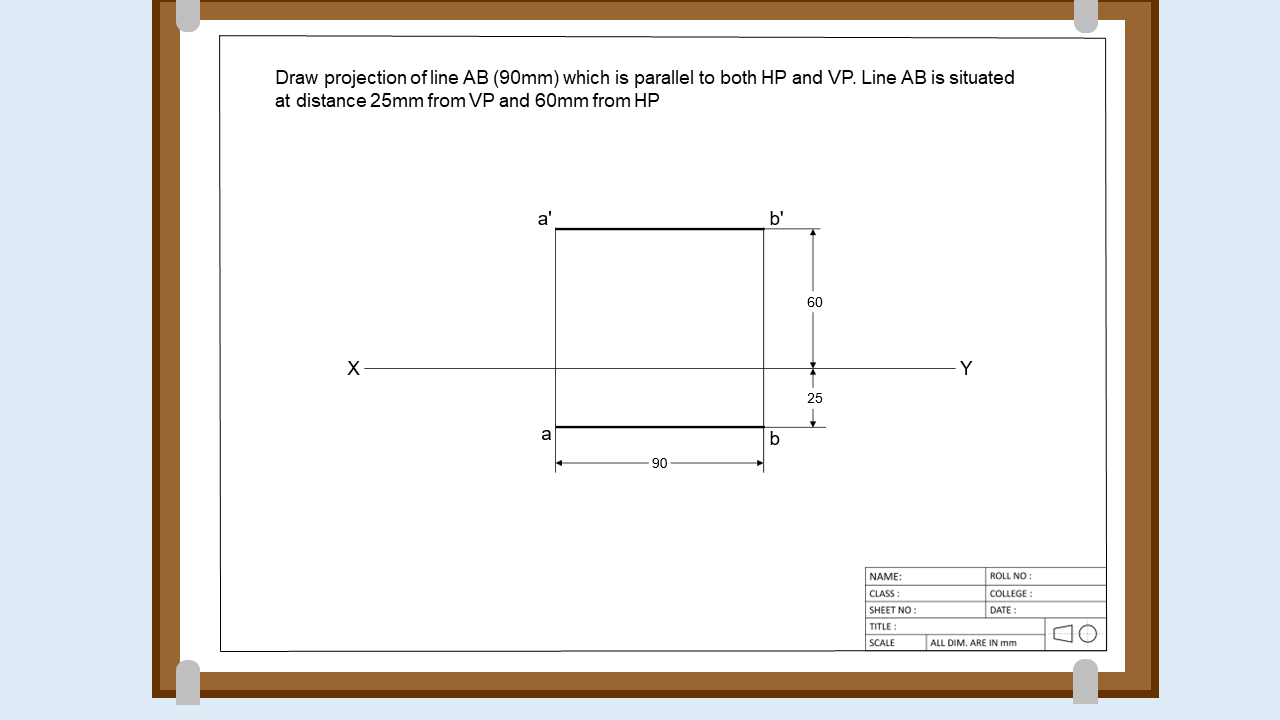 Draw projection of line AB (90mm) which is parallel to both HP and VP. Line AB is situated
at distance 25mm from VP and 60mm from HP
a' b'
60
X Y
25
a b
90
NAME: ROLL NO :
CLASS : COLLEGE :
SHEET NO : DATE :
TITLE :
SCALE ALL DIM. ARE IN mm